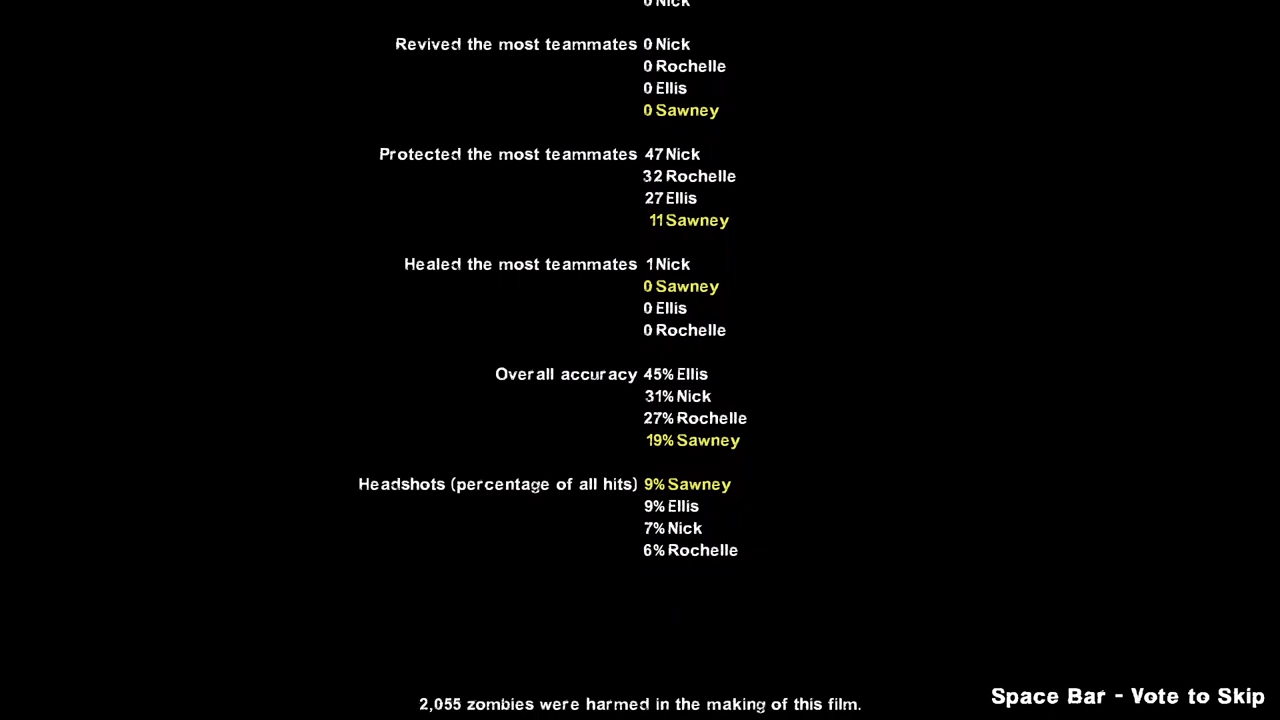 0 Nick
Revived the most teammates 0 Nick
0 Rochelle
0 Ellis
0 Sawney
Protected the most teammates 47 Nick
32 Rochelle
27 Ellis
11 Sawney
Healed the most teammates 1 Nick
0 Sawney
0 Ellis
0 Rochelle
Overall accuracy 45% Ellis
31% Nick
27% Rochelle
19% Sawney
Headshots (percentage of all hits) 9% Sawney
9% Ellis
7% Nick
6% Rochelle
Space Bar - Vote to Skip
2,055 zombies were harmed in the making of this film.